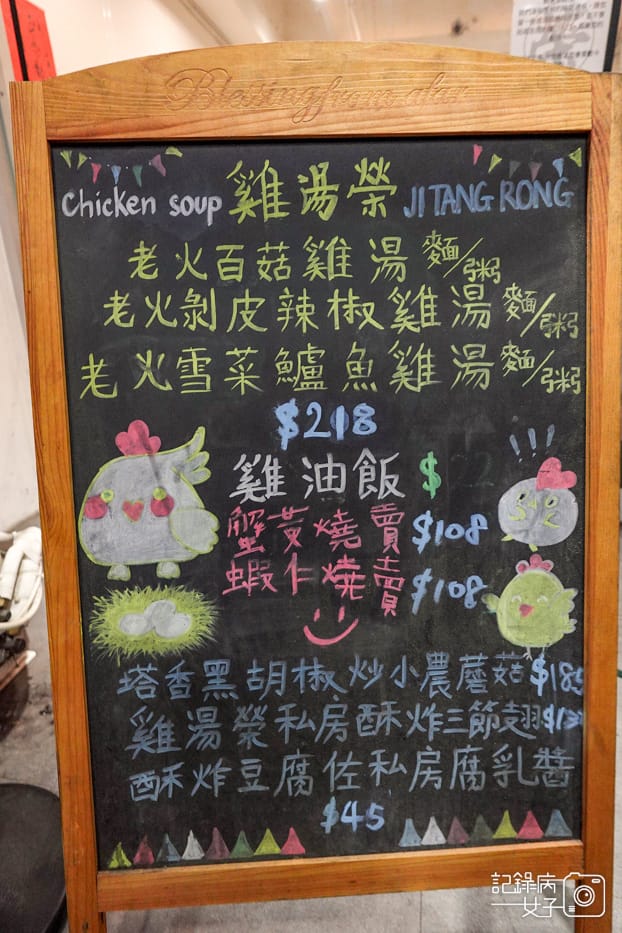 Blessing from afar
Chicken soup 雞湯榮 JI TANG RONG
老火百菇雞湯 麵/粥
老火剝皮辣椒雞湯 麵/粥
老火雪菜鱸魚雞湯 麵/粥
$218
雞油飯 $
蟹黃燒賣 $108
蝦仁燒賣 $108
塔香黑胡椒炒小農蘑菇 $185
雞湯榮私房酥炸三節翅
酥炸豆腐佐私房腐乳醬
$45
記錄病
女子